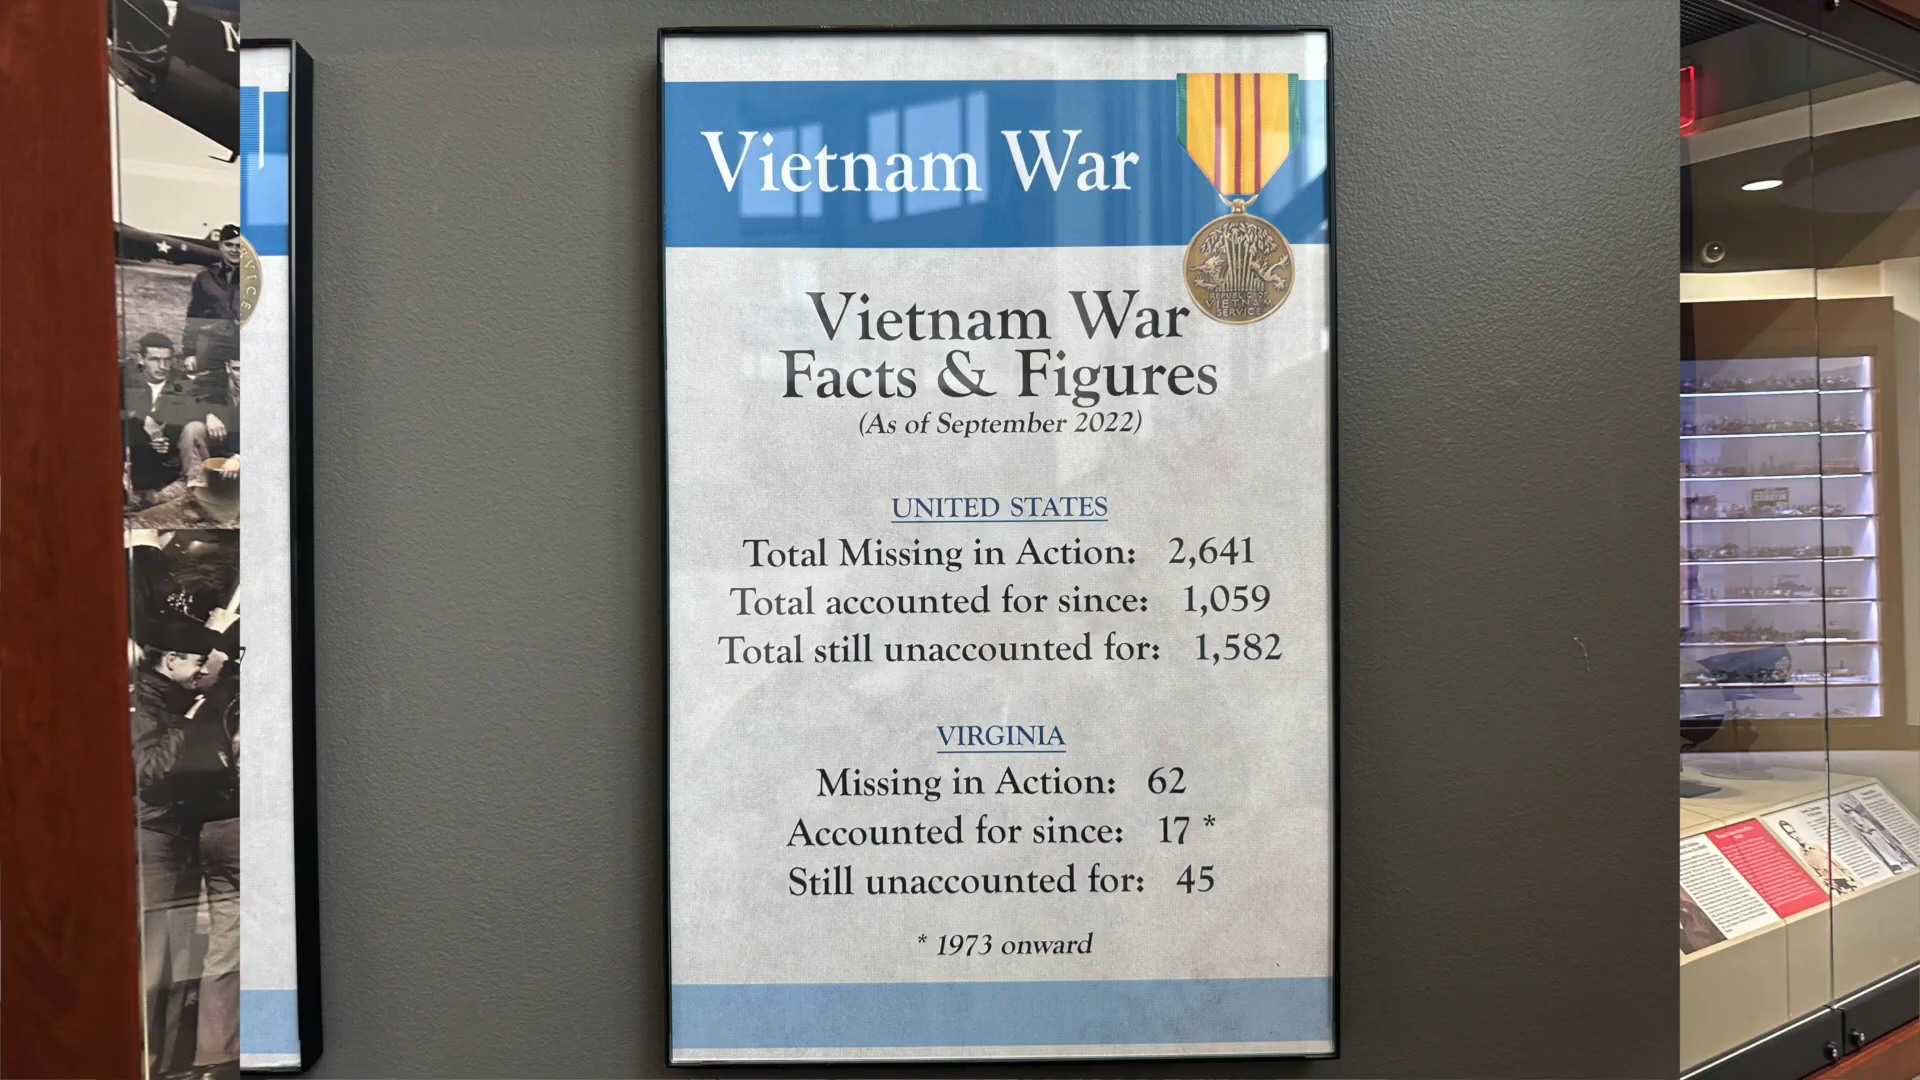 Vietnam War
REPUBLIC OF
VIETNAM
SERVICE
Vietnam War
Facts & Figures
(As of September 2022)
UNITED STATES
Total Missing in Action: 2,641
Total accounted for since: 1,059
Total still unaccounted for: 1,582
VIRGINIA
Missing in Action: 62
Accounted for since: 17 *
Still unaccounted for: 45
* 1973 onward